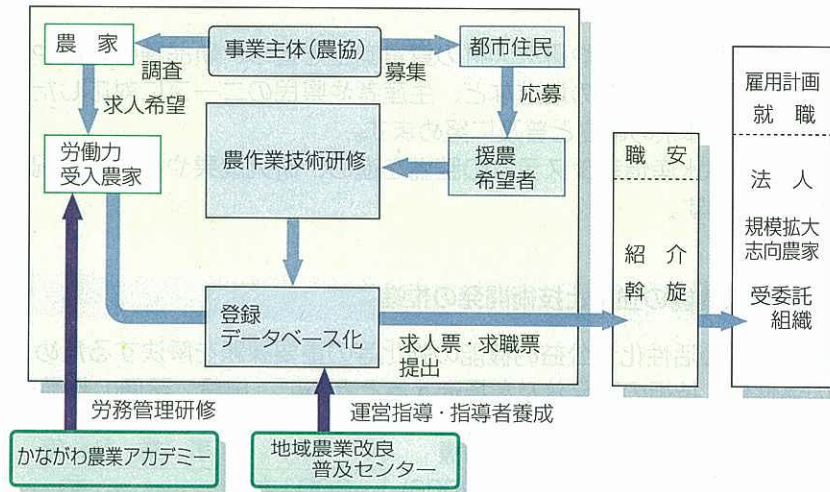 農家
事業主体(農協)
都市住民
調査
募集
求人希望
応募
労働力
受入農家
農作業技術研修
援農
希望者
登録
データベース化
求人票・求職票
提出
労務管理研修
運営指導・指導者養成
かながわ農業アカデミー
地域農業改良
普及センター
職安
紹介
斡旋
雇用計画
就職
法人
規模拡大
志向農家
受委託
組織